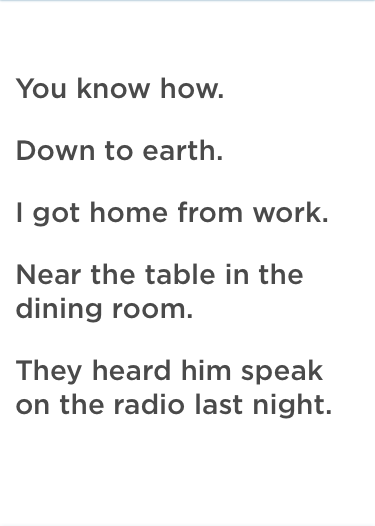 You know how.
Down to earth.
I got home from work.
Near the table in the
dining room.
They heard him speak
on the radio last night.